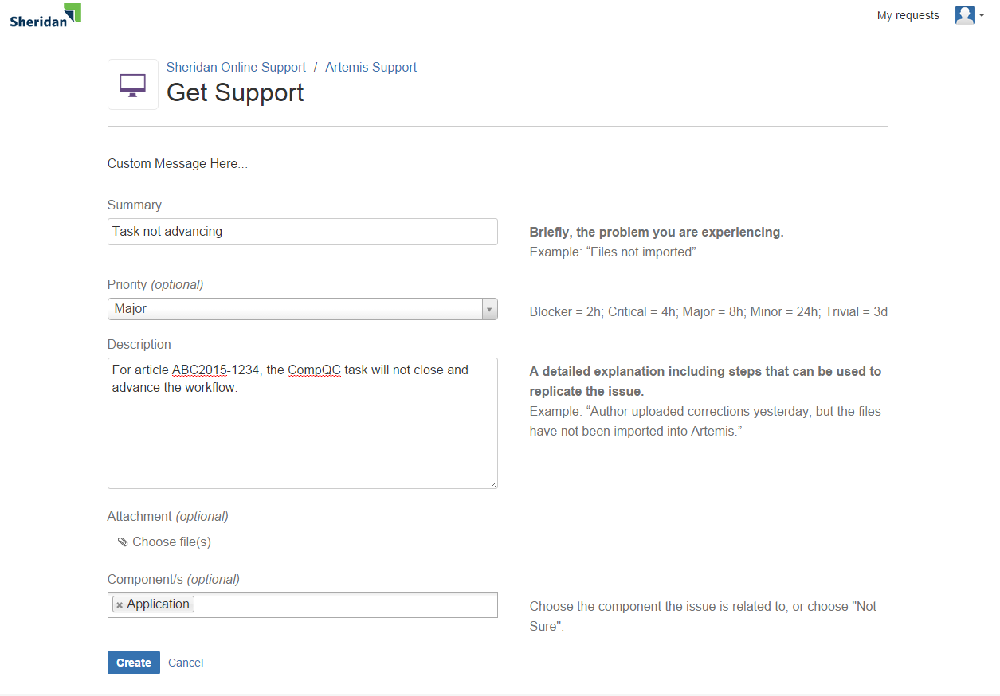 Sheridan
My requests
Sheridan Online Support / Artemis Support
Get Support
Custom Message Here...
Summary
Task not advancing
Briefly, the problem you are experiencing.
Example: “Files not imported”
Priority (optional)
Major
Blocker = 2h; Critical = 4h; Major = 8h; Minor = 24h; Trivial = 3d
Description
For article ABC2015-1234, the CompQC task will not close and
advance the workflow.
A detailed explanation including steps that can be used to
replicate the issue.
Example: “Author uploaded corrections yesterday, but the files
have not been imported into Artemis.”
Attachment (optional)
Choose file(s)
Component/s (optional)
× Application
Choose the component the issue is related to, or choose "Not
Sure".
Create Cancel